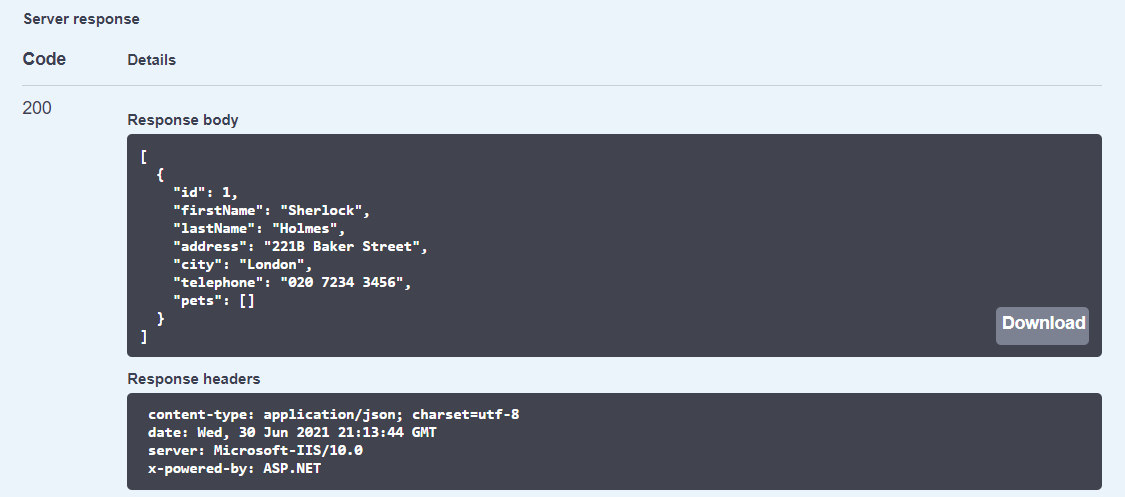 Server response
Code Details
200
Response body
[
  {
    "id": 1,
    "firstName": "Sherlock",
    "lastName": "Holmes",
    "address": "221B Baker Street",
    "city": "London",
    "telephone": "020 7234 3456",
    "pets": []
  }
]
Download
Response headers
content-type: application/json; charset=utf-8
date: Wed, 30 Jun 2021 21:13:44 GMT
server: Microsoft-IIS/10.0
x-powered-by: ASP.NET